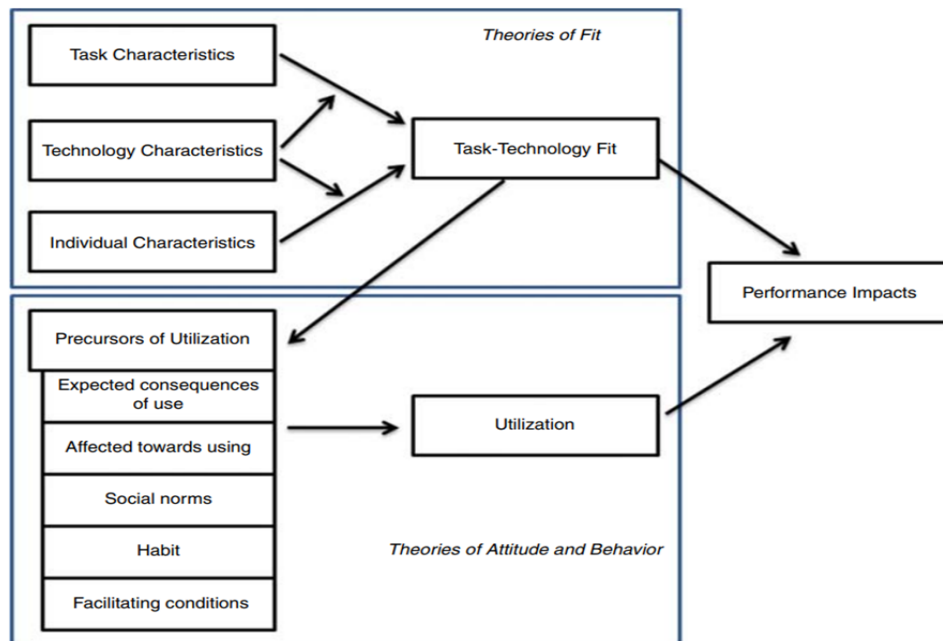 Theories of Fit
Task Characteristics
Technology Characteristics
Task-Technology Fit
Individual Characteristics
Performance Impacts
Precursors of Utilization
Expected consequences
of use
Utilization
Affected towards using
Social norms
Habit
Theories of Attitude and Behavior
Facilitating conditions